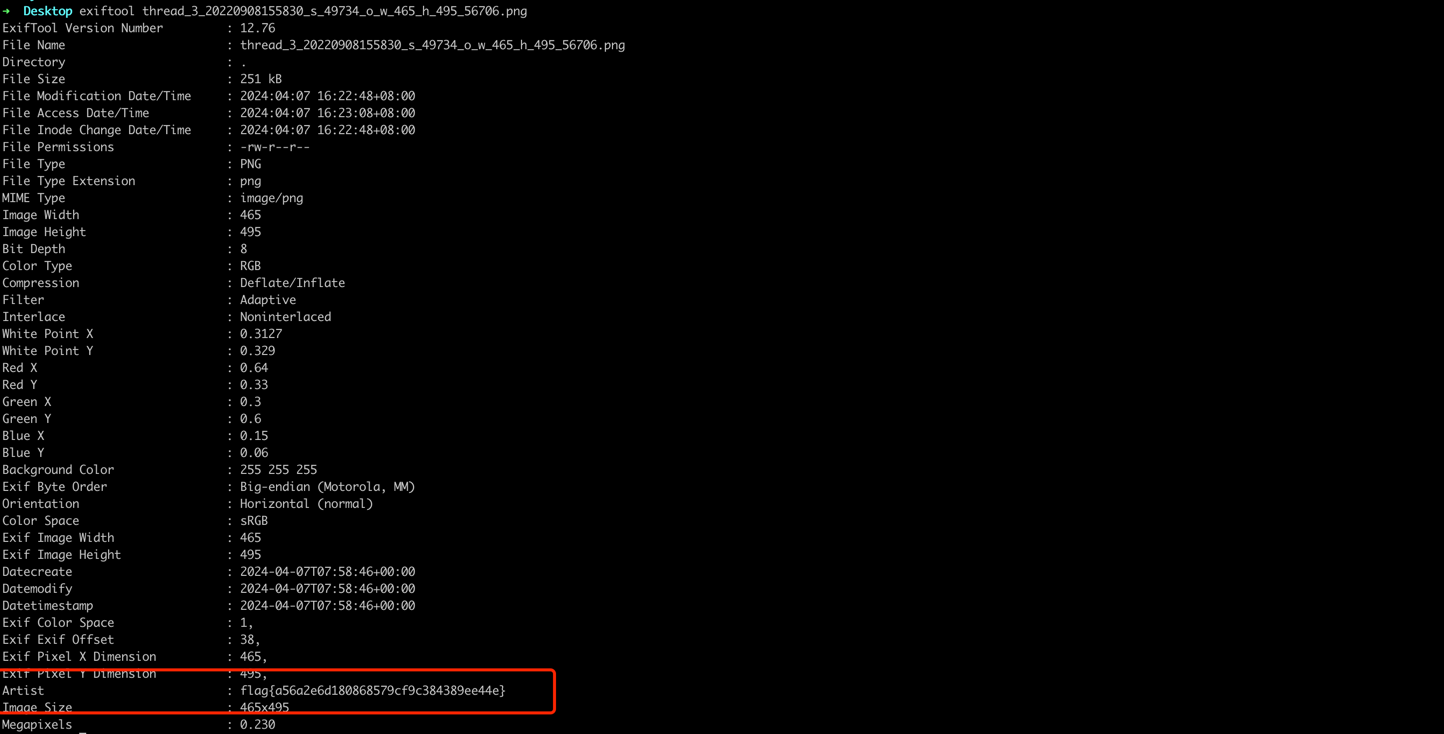 ➜  Desktop exiftool thread_3_20220908155830_s_49734_o_w_465_h_495_56706.png
ExifTool Version Number         : 12.76
File Name                       : thread_3_20220908155830_s_49734_o_w_465_h_495_56706.png
Directory                       : .
File Size                       : 251 kB
File Modification Date/Time     : 2024:04:07 16:22:48+08:00
File Access Date/Time           : 2024:04:07 16:23:08+08:00
File Inode Change Date/Time     : 2024:04:07 16:22:48+08:00
File Permissions                : -rw-r--r--
File Type                       : PNG
File Type Extension             : png
MIME Type                       : image/png
Image Width                     : 465
Image Height                    : 495
Bit Depth                       : 8
Color Type                      : RGB
Compression                     : Deflate/Inflate
Filter                          : Adaptive
Interlace                       : Noninterlaced
White Point X                   : 0.3127
White Point Y                   : 0.329
Red X                           : 0.64
Red Y                           : 0.33
Green X                         : 0.3
Green Y                         : 0.6
Blue X                          : 0.15
Blue Y                          : 0.06
Background Color                : 255 255 255
Exif Byte Order                 : Big-endian (Motorola, MM)
Orientation                     : Horizontal (normal)
Color Space                     : sRGB
Exif Image Width                : 465
Exif Image Height               : 495
Datecreate                      : 2024-04-07T07:58:46+00:00
Datemodify                      : 2024-04-07T07:58:46+00:00
Datetimestamp                   : 2024-04-07T07:58:46+00:00
Exif Color Space                : 1,
Exif Exif Offset                : 38,
Exif Pixel X Dimension          : 465,
Exif Pixel Y Dimension          : 495,
Artist                          : flag{a56a2e6d180868579cf9c384389ee44e}
Image Size                      : 465x495
Megapixels                      : 0.230